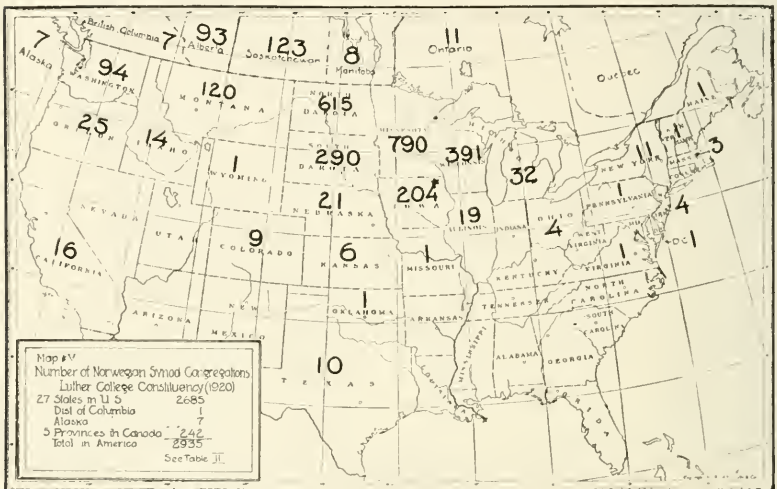 7
Alaska
British Columbia 7
93
Alberta
123
Saskatchewan
8
Manitoba
11
Ontario
Quebec
94
WASHINGTON
120
MONTANA
615
NORTH DAKOTA
MINNESOTA
790
391
WISCONSIN
MICHIGAN
32
1
MAINE
1
3
25
OREGON
14
IDAHO
1
WYOMING
SOUTH DAKOTA
290
204
IOWA
11
NEW YORK
1
PENNSYLVANIA
4
NEVADA
UTAH
21
NEBRASKA
19
ILLINOIS
INDIANA
OHIO
4
WEST VIRGINIA
DC 1
16
CALIFORNIA
9
COLORADO
6
KANSAS
1
MISSOURI
KENTUCKY
1
VIRGINIA
ARIZONA
NEW MEXICO
1
OKLAHOMA
ARKANSAS
TENNESSEE
NORTH CAROLINA
SOUTH CAROLINA
10
TEXAS
LOUISIANA
MISSISSIPPI
ALABAMA
GEORGIA
FLORIDA
Map #V
Number of Norwegian Synod Congregations
Luther College Constituency (1920)
27 States in U S 2685
Dist of Columbia 1
Alaska 7
5 Provinces in Canada 242
Total in America 2935
See Table II